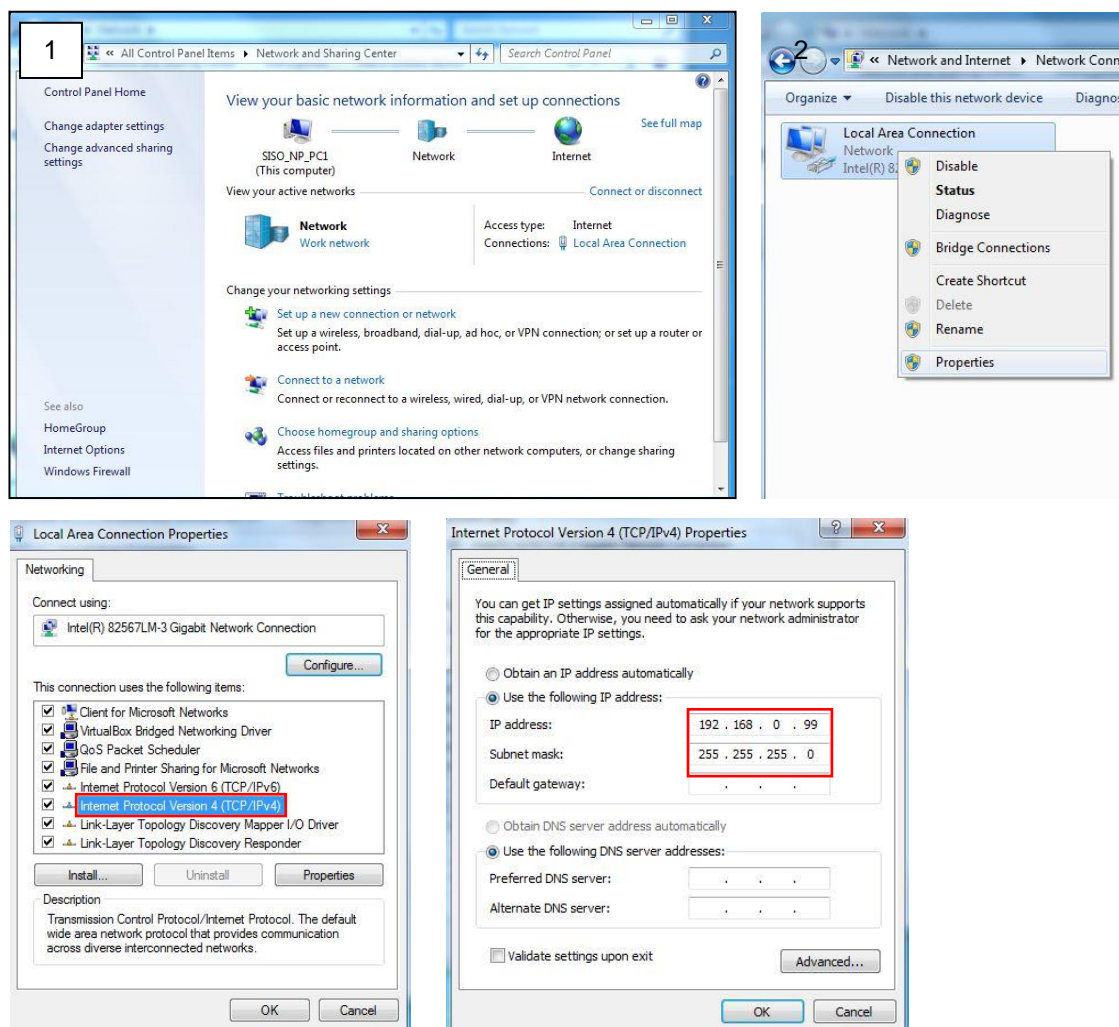 1
« All Control Panel Items ▸ Network and Sharing Center
Search Control Panel
Control Panel Home
Change adapter settings
Change advanced sharing
settings
See also
HomeGroup
Internet Options
Windows Firewall
View your basic network information and set up connections
See full map
SISO_NP_PC1
(This computer)
Network
Internet
View your active networks
Connect or disconnect
Network
Work network
Access type: Internet
Connections: Local Area Connection
Change your networking settings
Set up a new connection or network
Set up a wireless, broadband, dial-up, ad hoc, or VPN connection; or set up a router or
access point.
Connect to a network
Connect or reconnect to a wireless, wired, dial-up, or VPN network connection.
Choose homegroup and sharing options
Access files and printers located on other network computers, or change sharing
settings.
Troubleshoot problems
2
« Network and Internet ▸ Network Conn
Organize Disable this network device Diagnos
Local Area Connection
Network
Intel(R) 82
Disable
Status
Diagnose
Bridge Connections
Create Shortcut
Delete
Rename
Properties
Local Area Connection Properties
Networking
Connect using:
Intel(R) 82567LM-3 Gigabit Network Connection
Configure...
This connection uses the following items:
Client for Microsoft Networks
VirtualBox Bridged Networking Driver
QoS Packet Scheduler
File and Printer Sharing for Microsoft Networks
Internet Protocol Version 6 (TCP/IPv6)
Internet Protocol Version 4 (TCP/IPv4)
Link-Layer Topology Discovery Mapper I/O Driver
Link-Layer Topology Discovery Responder
Install... Uninstall Properties
Description
Transmission Control Protocol/Internet Protocol. The default
wide area network protocol that provides communication
across diverse interconnected networks.
OK Cancel
Internet Protocol Version 4 (TCP/IPv4) Properties
General
You can get IP settings assigned automatically if your network supports
this capability. Otherwise, you need to ask your network administrator
for the appropriate IP settings.
Obtain an IP address automatically
Use the following IP address:
IP address: 192 . 168 . 0 . 99
Subnet mask: 255 . 255 . 255 . 0
Default gateway: . . .
Obtain DNS server address automatically
Use the following DNS server addresses:
Preferred DNS server: . . .
Alternate DNS server: . . .
Validate settings upon exit
Advanced...
OK Cancel